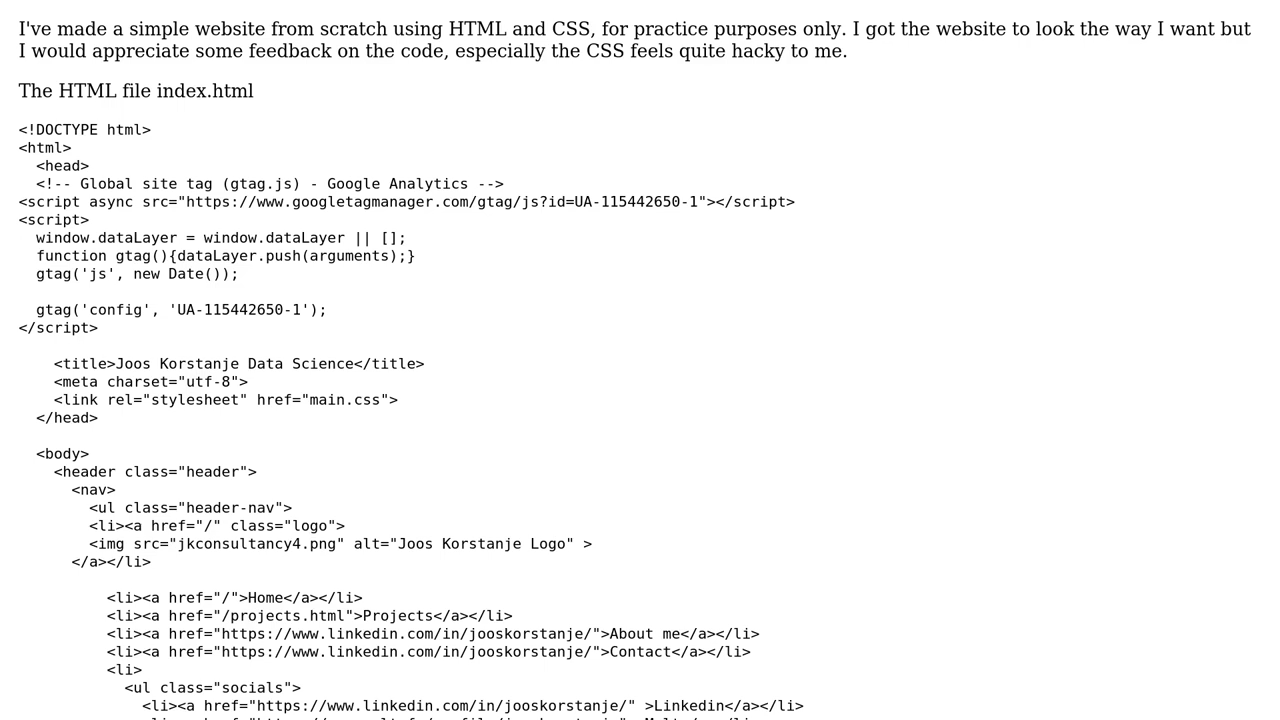 I've made a simple website from scratch using HTML and CSS, for practice purposes only. I got the website to look the way I want but
I would appreciate some feedback on the code, especially the CSS feels quite hacky to me.
The HTML file index.html
<!DOCTYPE html>
<html>
  <head>
  <!-- Global site tag (gtag.js) - Google Analytics -->
<script async src="https://www.googletagmanager.com/gtag/js?id=UA-115442650-1"></script>
<script>
  window.dataLayer = window.dataLayer || [];
  function gtag(){dataLayer.push(arguments);}
  gtag('js', new Date());

  gtag('config', 'UA-115442650-1');
</script>

    <title>Joos Korstanje Data Science</title>
    <meta charset="utf-8">
    <link rel="stylesheet" href="main.css">
  </head>

  <body>
    <header class="header">
      <nav>
        <ul class="header-nav">
        <li><a href="/" class="logo">
        <img src="jkconsultancy4.png" alt="Joos Korstanje Logo" >
      </a></li>

          <li><a href="/">Home</a></li>
          <li><a href="/projects.html">Projects</a></li>
          <li><a href="https://www.linkedin.com/in/jooskorstanje/">About me</a></li>
          <li><a href="https://www.linkedin.com/in/jooskorstanje/">Contact</a></li>
          <li>
            <ul class="socials">
              <li><a href="https://www.linkedin.com/in/jooskorstanje/" >Linkedin</a></li>